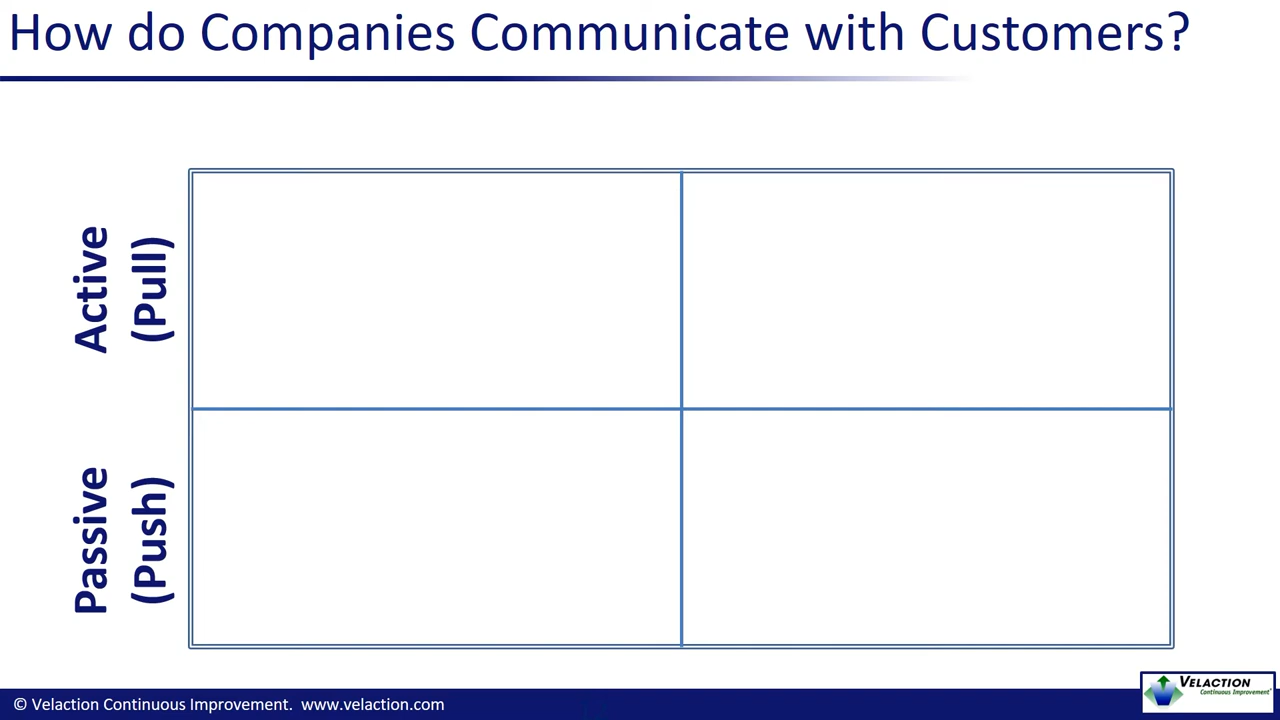 How do Companies Communicate with Customers?
Active
(Pull)
Passive
(Push)
© Velaction Continuous Improvement. www.velaction.com
VELACTION
Continuous Improvement